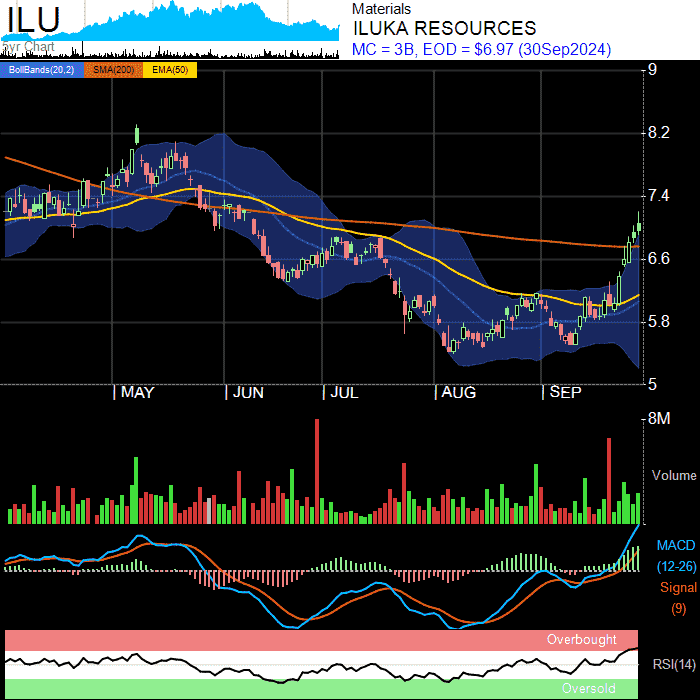 ILU
5yr Chart
Materials
ILUKA RESOURCES
MC = 3B, EOD = $6.97 (30Sep2024)
BollBands(20,2) SMA(200) EMA(50)
9
8.2
7.4
6.6
5.8
5
MAY JUN JUL AUG SEP
8M
Volume
MACD
(12-26)
Signal
(9)
Overbought
RSI(14)
Oversold